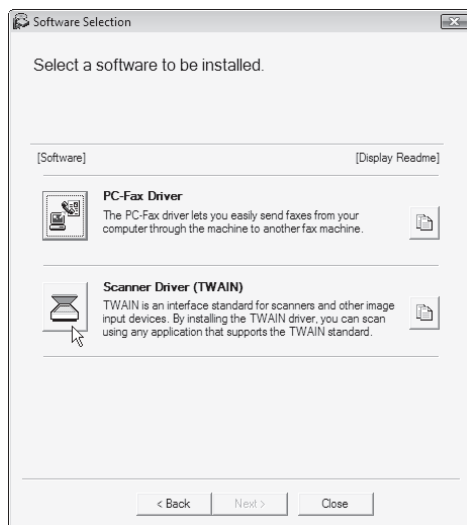 Software Selection
Select a software to be installed.
[Software] [Display Readme]
PC-Fax Driver
The PC-Fax driver lets you easily send faxes from your
computer through the machine to another fax machine.
Scanner Driver (TWAIN)
TWAIN is an interface standard for scanners and other image
input devices. By installing the TWAIN driver, you can scan
using any application that supports the TWAIN standard.
< Back Next > Close